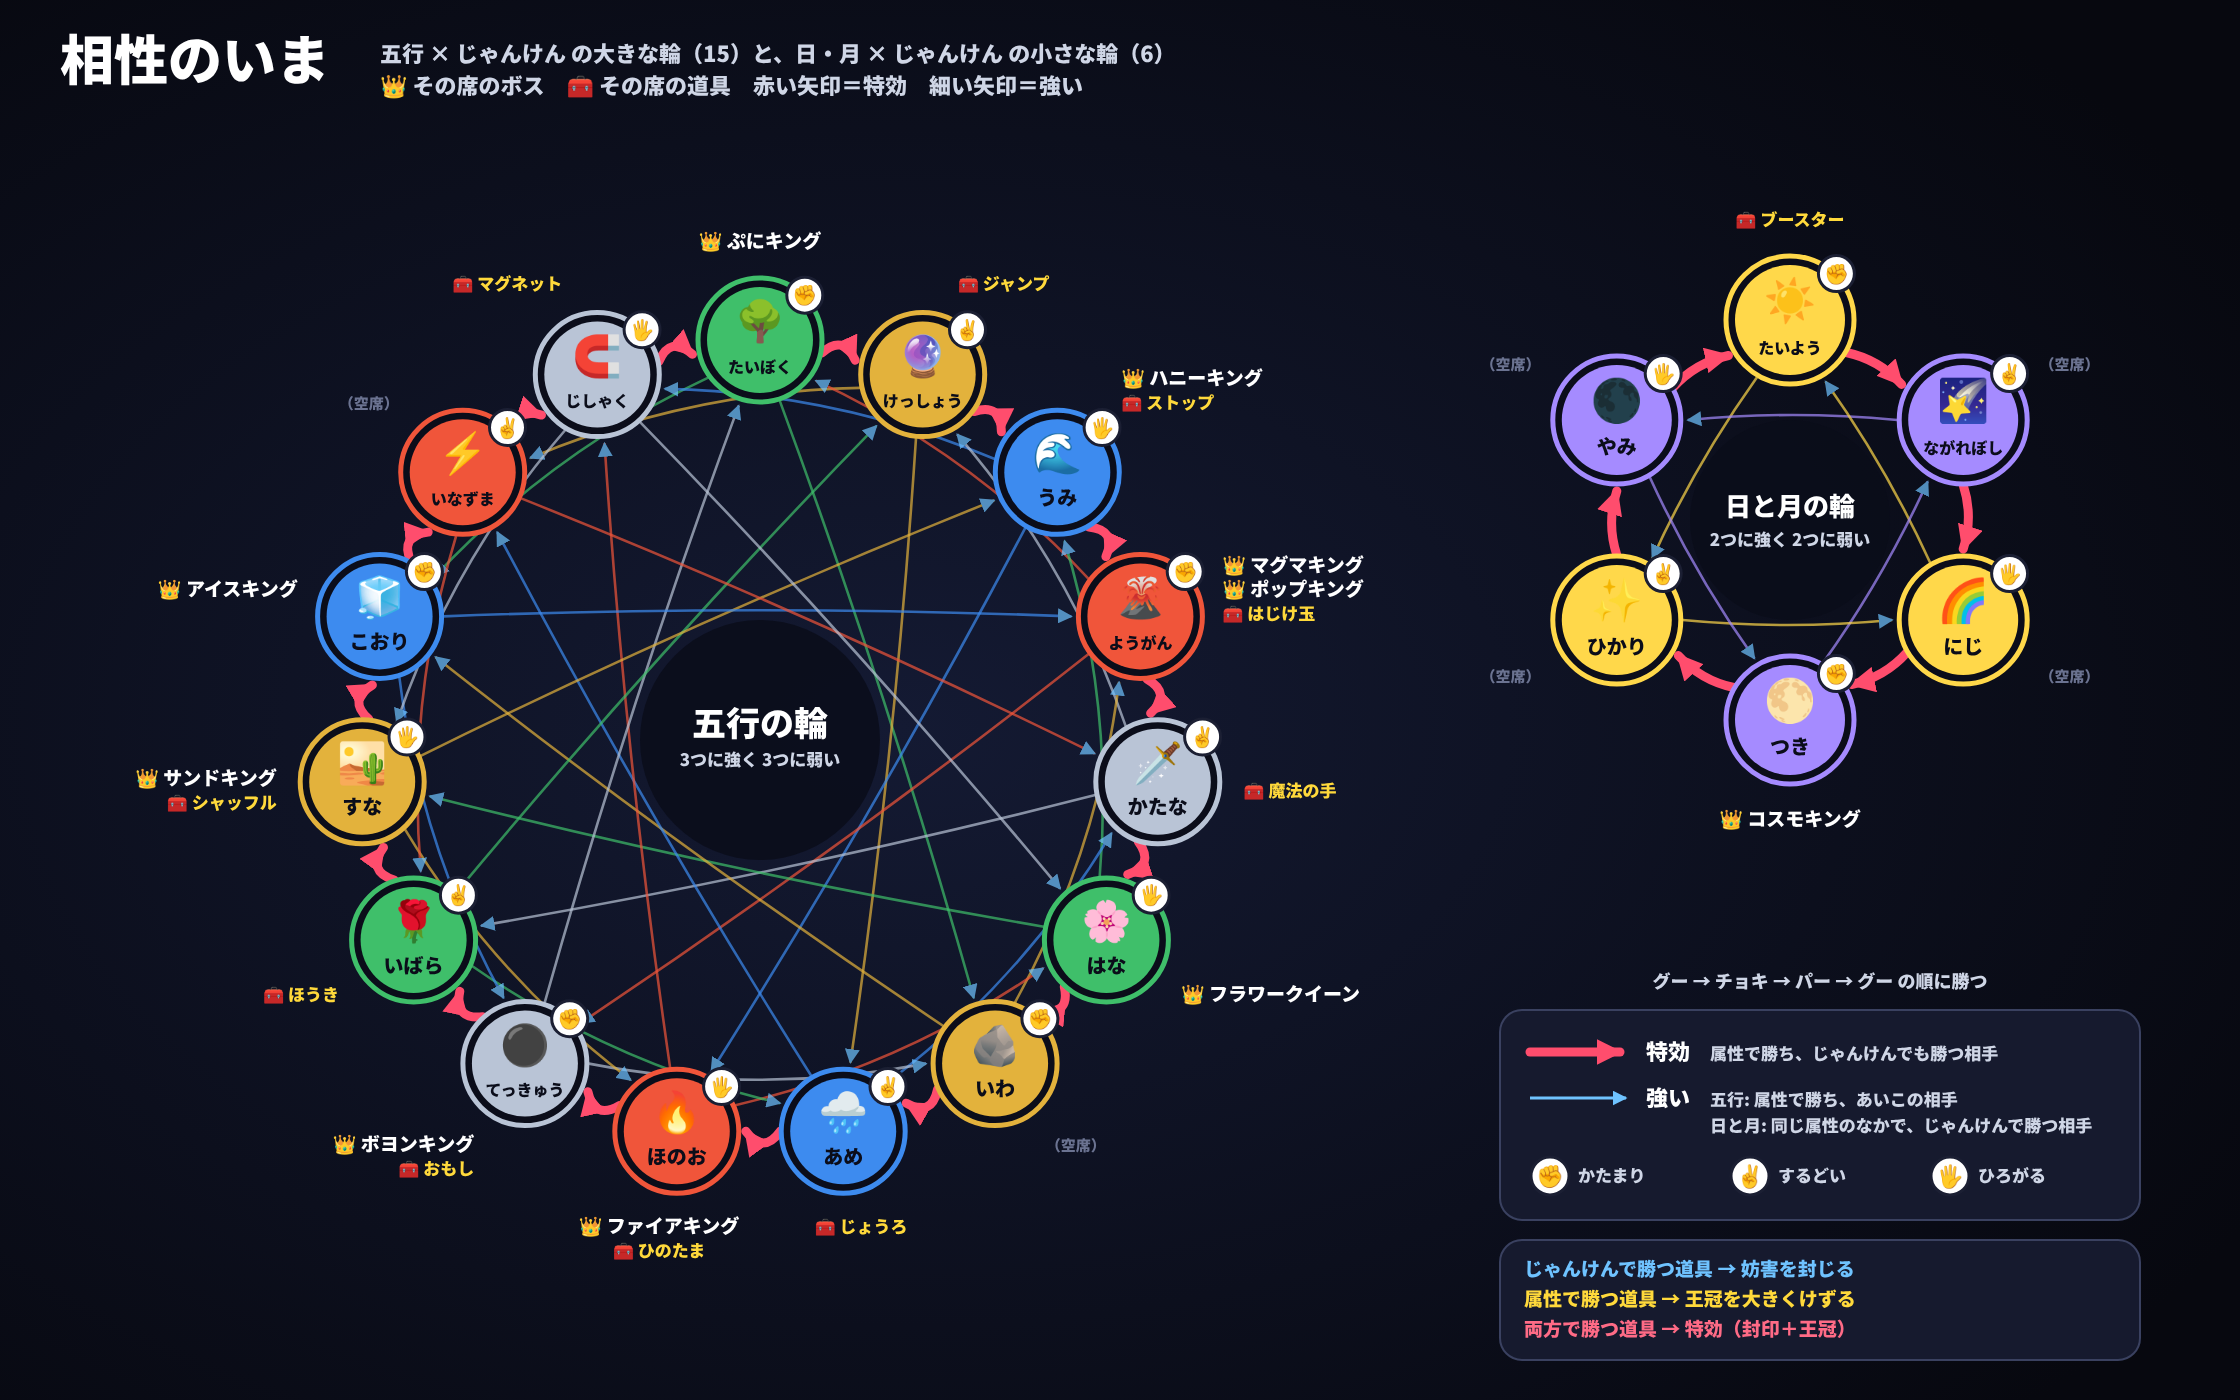 相性のいま
五行 × じゃんけん の大きな輪（15）と、日・月 × じゃんけん の小さな輪（6）
👑 その席のボス 🧰 その席の道具 赤い矢印＝特効 細い矢印＝強い
👑 ぷにキング
🧰 マグネット
🧰 ジャンプ
たいぼく
じしゃく
けっしょう
👑 ハニーキング
🧰 ストップ
（空席）
いなずま
うみ
👑 マグマキング
👑 ポップキング
🧰 はじけ玉
👑 アイスキング
こおり
ようがん
五行の輪
3つに強く 3つに弱い
👑 サンドキング
🧰 シャッフル
すな
かたな
🧰 魔法の手
いばら
はな
🧰 ほうき
👑 フラワークイーン
てっきゅう
いわ
👑 ボヨンキング
🧰 おもし
（空席）
ほのお
あめ
👑 ファイアキング
🧰 ひのたま
🧰 じょうろ
🧰 ブースター
たいよう
（空席）
（空席）
やみ
ながれぼし
日と月の輪
2つに強く 2つに弱い
ひかり
にじ
（空席）
（空席）
つき
👑 コスモキング
グー → チョキ → パー → グー の順に勝つ
特効 属性で勝ち、じゃんけんでも勝つ相手
強い 五行: 属性で勝ち、あいこの相手
日と月: 同じ属性のなかで、じゃんけんで勝つ相手
✊ かたまり ✌ するどい 🖐 ひろがる
じゃんけんで勝つ道具 → 妨害を封じる
属性で勝つ道具 → 王冠を大きくけずる
両方で勝つ道具 → 特効（封印＋王冠）